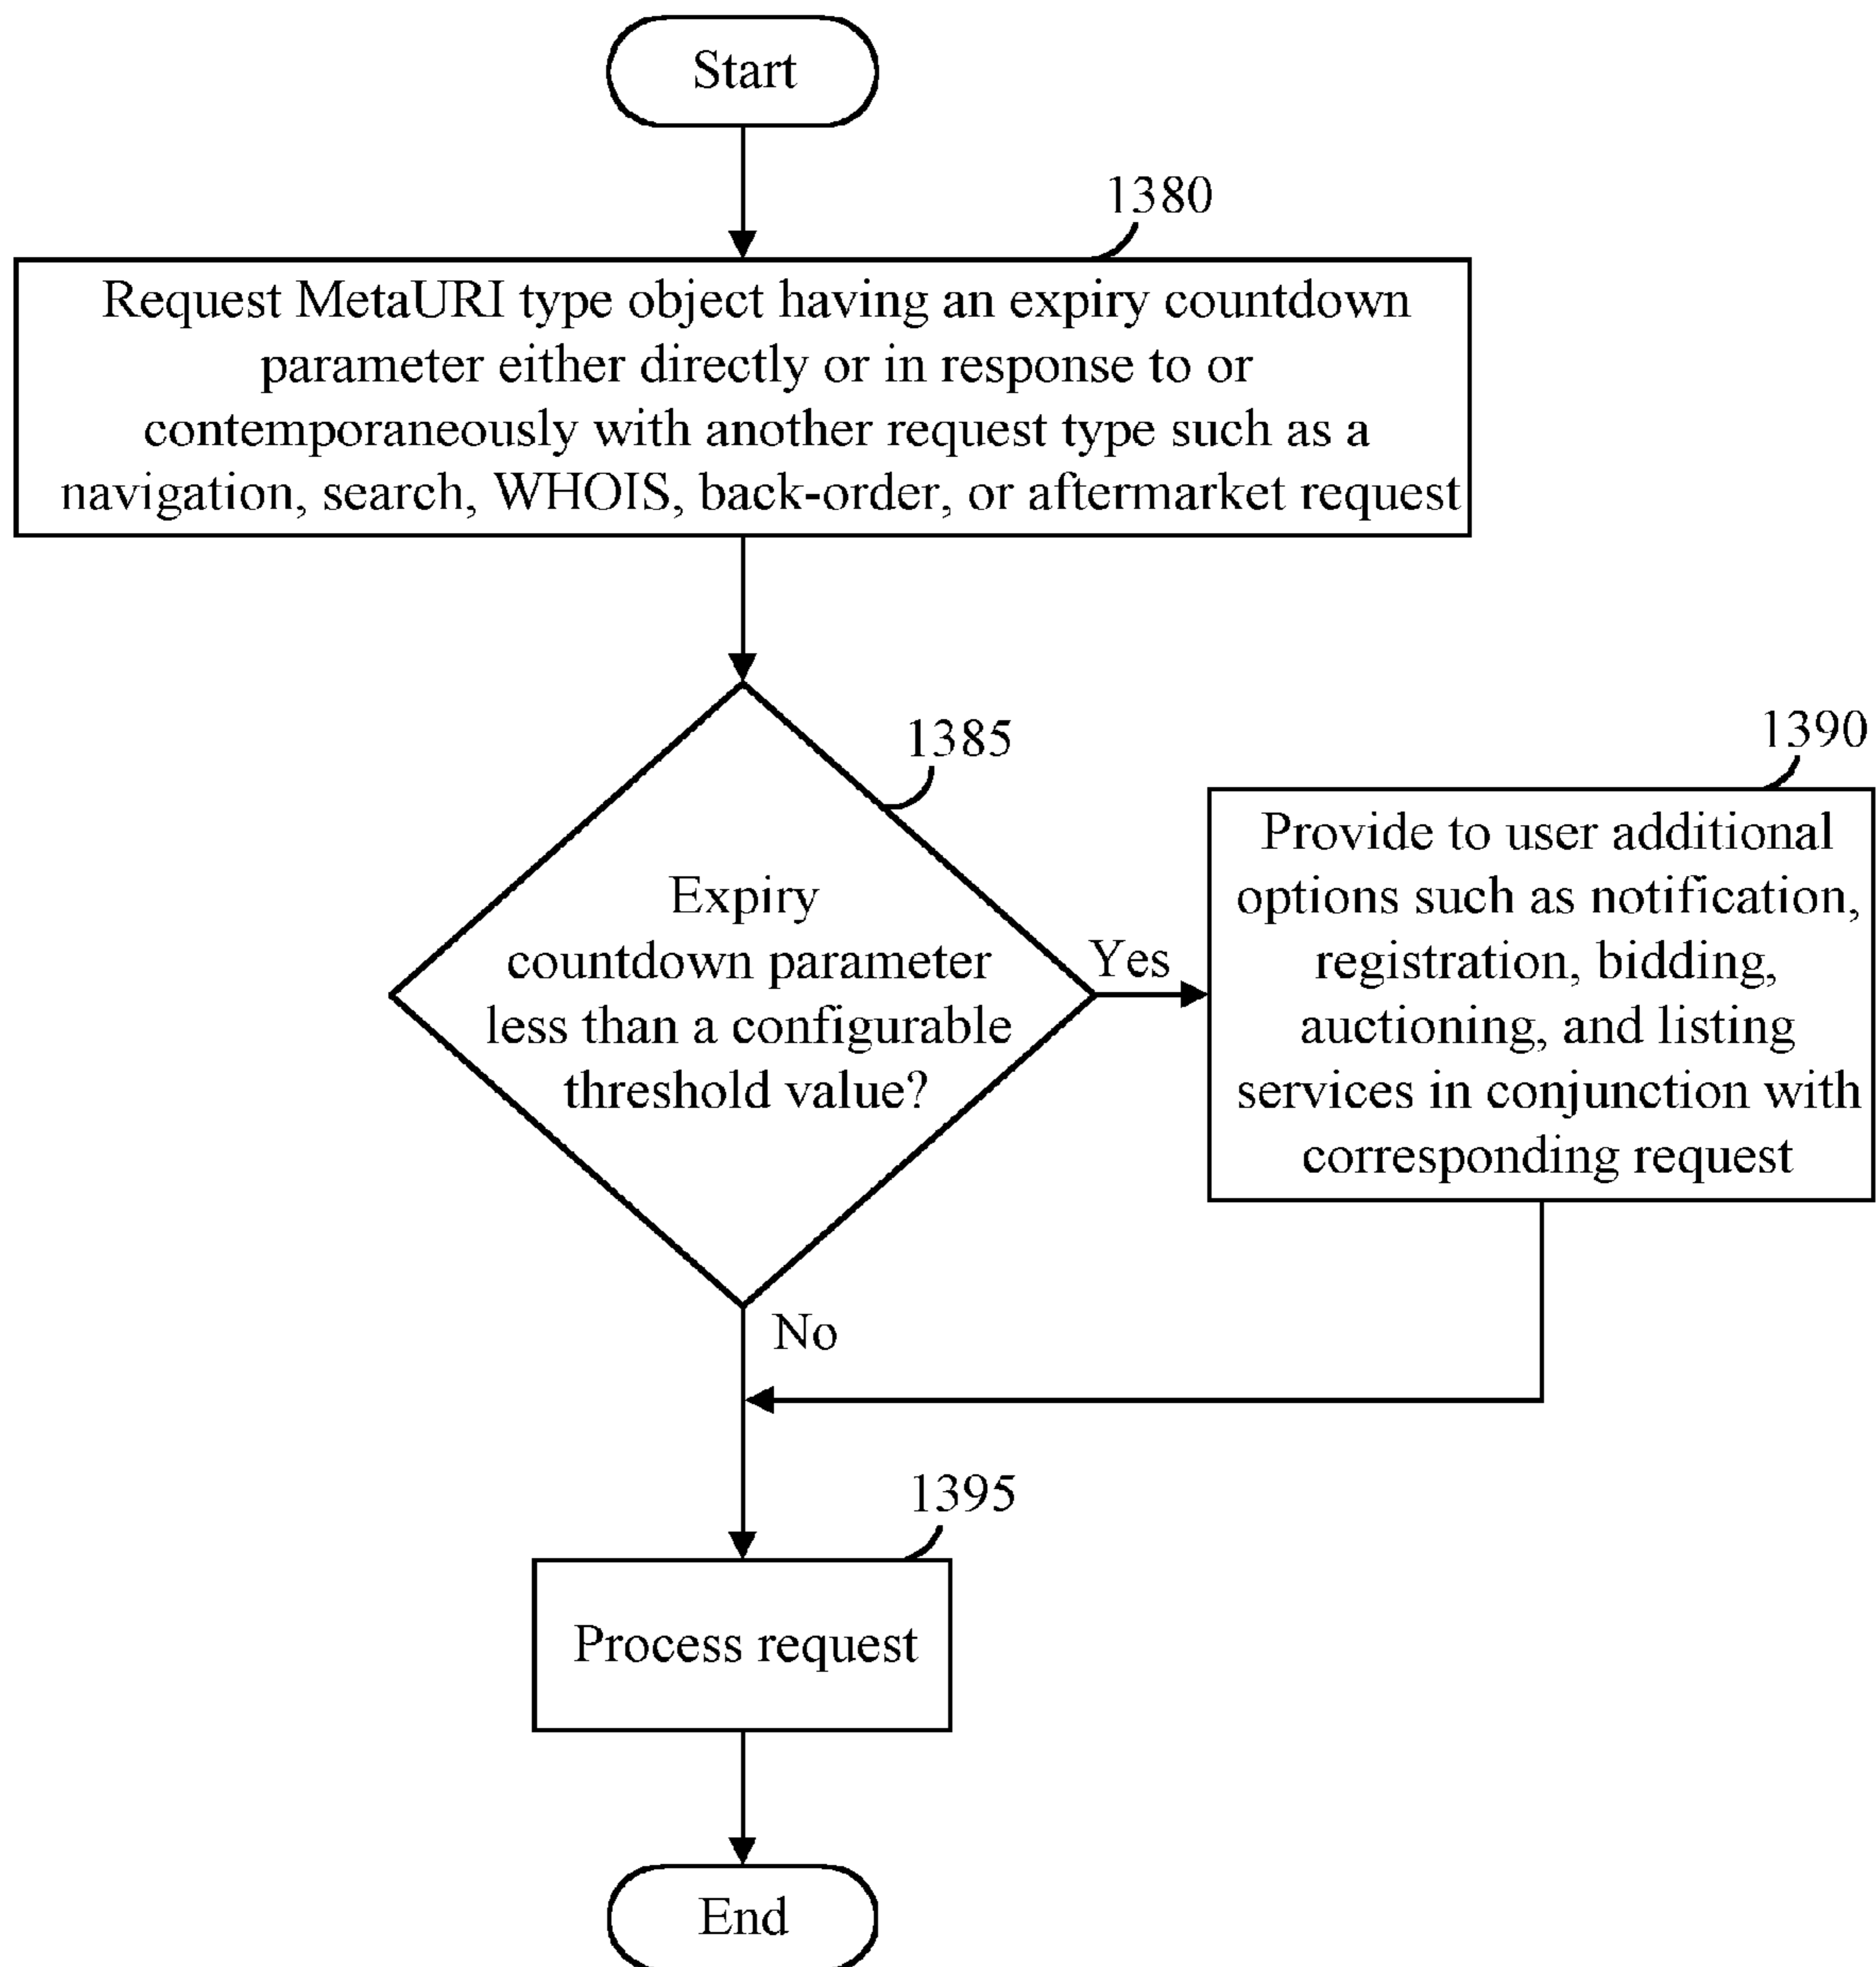 Start
1380
Request MetaURI type object having an expiry countdown
parameter either directly or in response to or
contemporaneously with another request type such as a
navigation, search, WHOIS, back-order, or aftermarket request
1385
Expiry
countdown parameter
less than a configurable
threshold value?
Yes
1390
Provide to user additional
options such as notification,
registration, bidding,
auctioning, and listing
services in conjunction with
corresponding request
No
1395
Process request
End